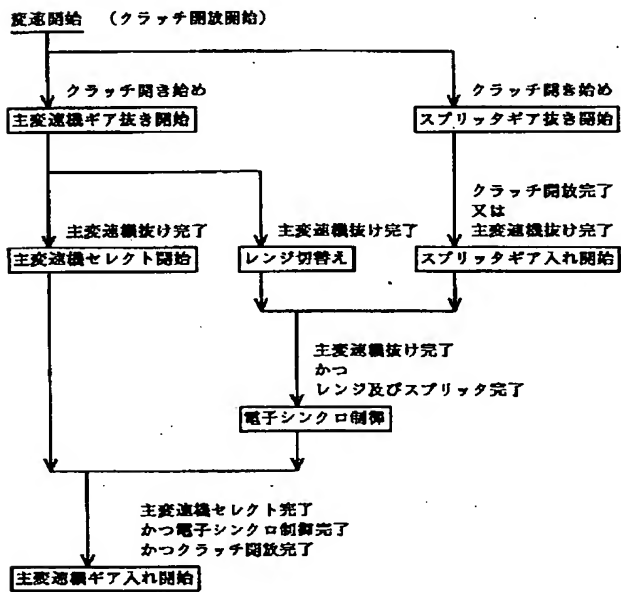 変速開始 (クラッチ開放開始)
クラッチ開き始め
主変速機ギア抜き開始
クラッチ開き始め
スプリッタギア抜き開始
主変速機抜け完了
主変速機セレクト開始
主変速機抜け完了
レンジ切替え
クラッチ開放完了
又は
主変速機抜け完了
スプリッタギア入れ開始
主変速機抜け完了
かつ
レンジ及びスプリッタ完了
電子シンクロ制御
主変速機セレクト完了
かつ電子シンクロ制御完了
かつクラッチ開放完了
主変速機ギア入れ開始